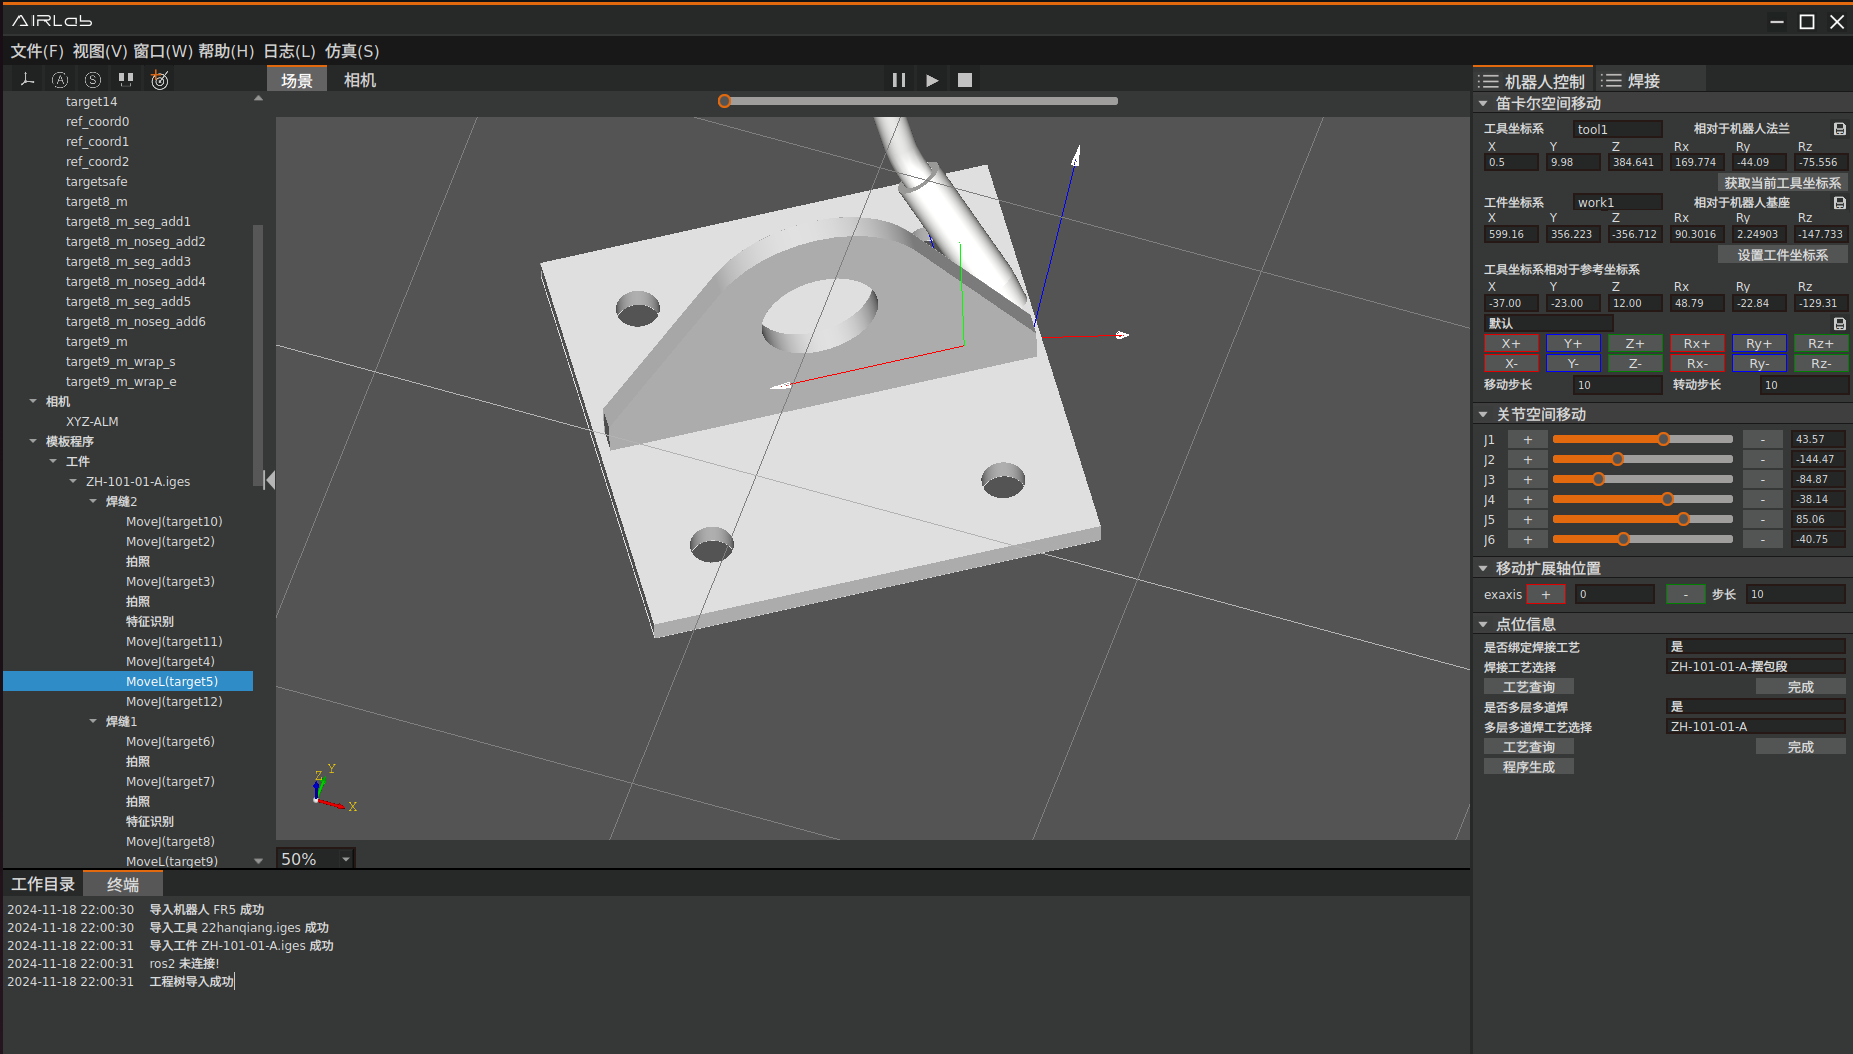 AIRLab
文件(F) 视图(V) 窗口(W) 帮助(H) 日志(L) 仿真(S)
A S
场景 相机
target14
ref_coord0
ref_coord1
ref_coord2
targetsafe
target8_m
target8_m_seg_add1
target8_m_noseg_add2
target8_m_seg_add3
target8_m_noseg_add4
target8_m_seg_add5
target8_m_noseg_add6
target9_m
target9_m_wrap_s
target9_m_wrap_e
相机
XYZ-ALM
模板程序
工件
ZH-101-01-A.iges
焊缝2
MoveJ(target10)
MoveJ(target2)
拍照
MoveJ(target3)
拍照
特征识别
MoveJ(target11)
MoveJ(target4)
MoveL(target5)
MoveJ(target12)
焊缝1
MoveJ(target6)
拍照
MoveJ(target7)
拍照
特征识别
MoveJ(target8)
MoveL(target9)
Z Y
X
50%
工作目录 终端
2024-11-18 22:00:30 导入机器人 FR5 成功
2024-11-18 22:00:30 导入工具 22hanqiang.iges 成功
2024-11-18 22:00:31 导入工件 ZH-101-01-A.iges 成功
2024-11-18 22:00:31 ros2 未连接!
2024-11-18 22:00:31 工程树导入成功
机器人控制 焊接
笛卡尔空间移动
工具坐标系 tool1 相对于机器人法兰
X Y Z Rx Ry Rz
0.5 9.98 384.641 169.774 -44.09 -75.556
获取当前工具坐标系
工件坐标系 work1 相对于机器人基座
X Y Z Rx Ry Rz
599.16 356.223 -356.712 90.3016 2.24903 -147.733
设置工件坐标系
工具坐标系相对于参考坐标系
X Y Z Rx Ry Rz
-37.00 -23.00 12.00 48.79 -22.84 -129.31
默认
X+ Y+ Z+ Rx+ Ry+ Rz+
X- Y- Z- Rx- Ry- Rz-
移动步长 10 转动步长 10
关节空间移动
J1 + - 43.57
J2 + - -144.47
J3 + - -84.87
J4 + - -38.14
J5 + - 85.06
J6 + - -40.75
移动扩展轴位置
exaxis + 0 - 步长 10
点位信息
是否绑定焊接工艺 是
焊接工艺选择 ZH-101-01-A-摆包段
工艺查询 完成
是否多层多道焊 是
多层多道焊工艺选择 ZH-101-01-A
工艺查询 完成
程序生成